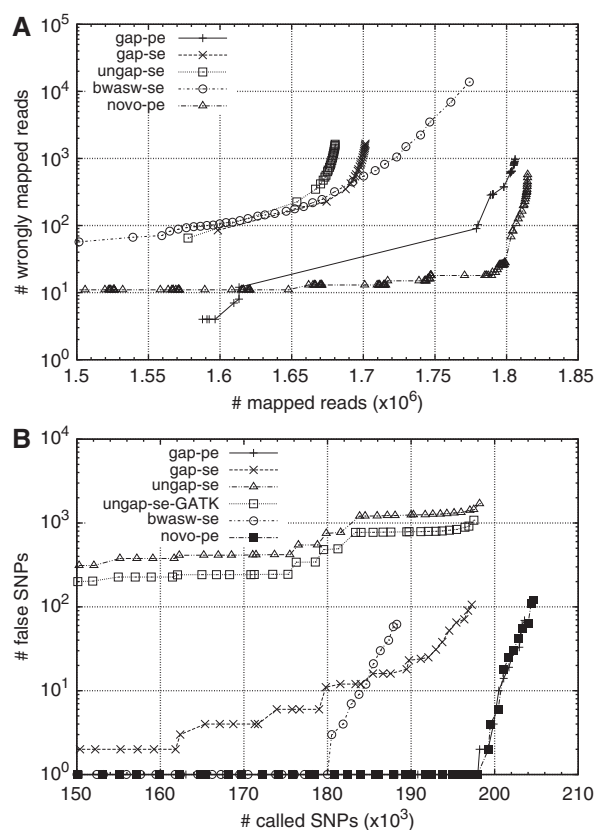 A
# wrongly mapped reads
10^5
10^4
10^3
10^2
10^1
10^0
gap-pe
gap-se
ungap-se
bwasw-se
novo-pe
1.5 1.55 1.6 1.65 1.7 1.75 1.8 1.85
# mapped reads (x10^6)
B
# false SNPs
10^4
10^3
10^2
10^1
10^0
gap-pe
gap-se
ungap-se
ungap-se-GATK
bwasw-se
novo-pe
150 160 170 180 190 200 210
# called SNPs (x10^3)